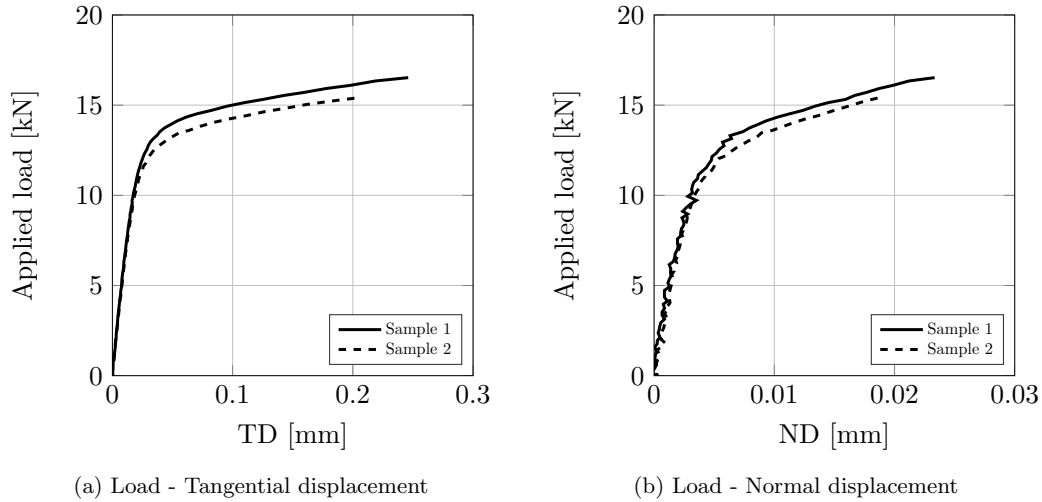 20
15
10
5
0
0
0.1
0.2
0.3
Applied load [kN]
TD [mm]
Sample 1
Sample 2
(a) Load - Tangential displacement
20
15
10
5
0
0
0.01
0.02
0.03
Applied load [kN]
ND [mm]
Sample 1
Sample 2
(b) Load - Normal displacement